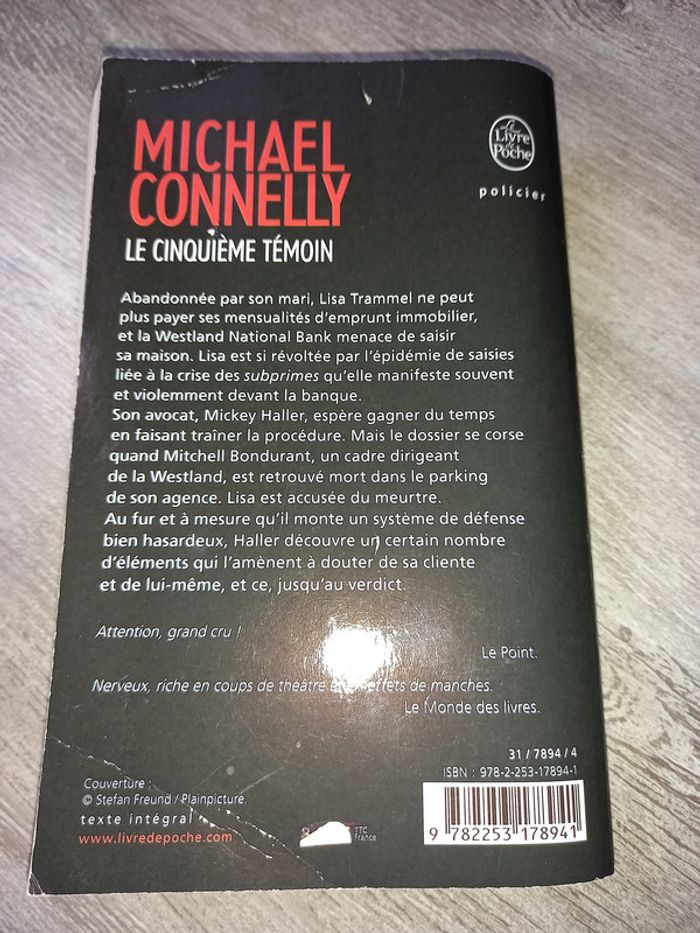 Le
Livre
de
Poche
policier
MICHAEL
CONNELLY
LE CINQUIÈME TÉMOIN
Abandonnée par son mari, Lisa Trammel ne peut
plus payer ses mensualités d'emprunt immobilier,
et la Westland National Bank menace de saisir
sa maison. Lisa est si révoltée par l'épidémie de saisies
liée à la crise des subprimes qu'elle manifeste souvent
et violemment devant la banque.
Son avocat, Mickey Haller, espère gagner du temps
en faisant traîner la procédure. Mais le dossier se corse
quand Mitchell Bondurant, un cadre dirigeant
de la Westland, est retrouvé mort dans le parking
de son agence. Lisa est accusée du meurtre.
Au fur et à mesure qu'il monte un système de défense
bien hasardeux, Haller découvre un certain nombre
d'éléments qui l'amènent à douter de sa cliente
et de lui-même, et ce, jusqu'au verdict.
Attention, grand cru !
Le Point.
Nerveux, riche en coups de théâtre effets de manches.
Le Monde des livres.
31 / 7894 / 4
ISBN : 978-2-253-17894-1
Couverture :
© Stefan Freund / Plainpicture.
texte intégral
www.livredepoche.com
TTC
France
9 782253 178941